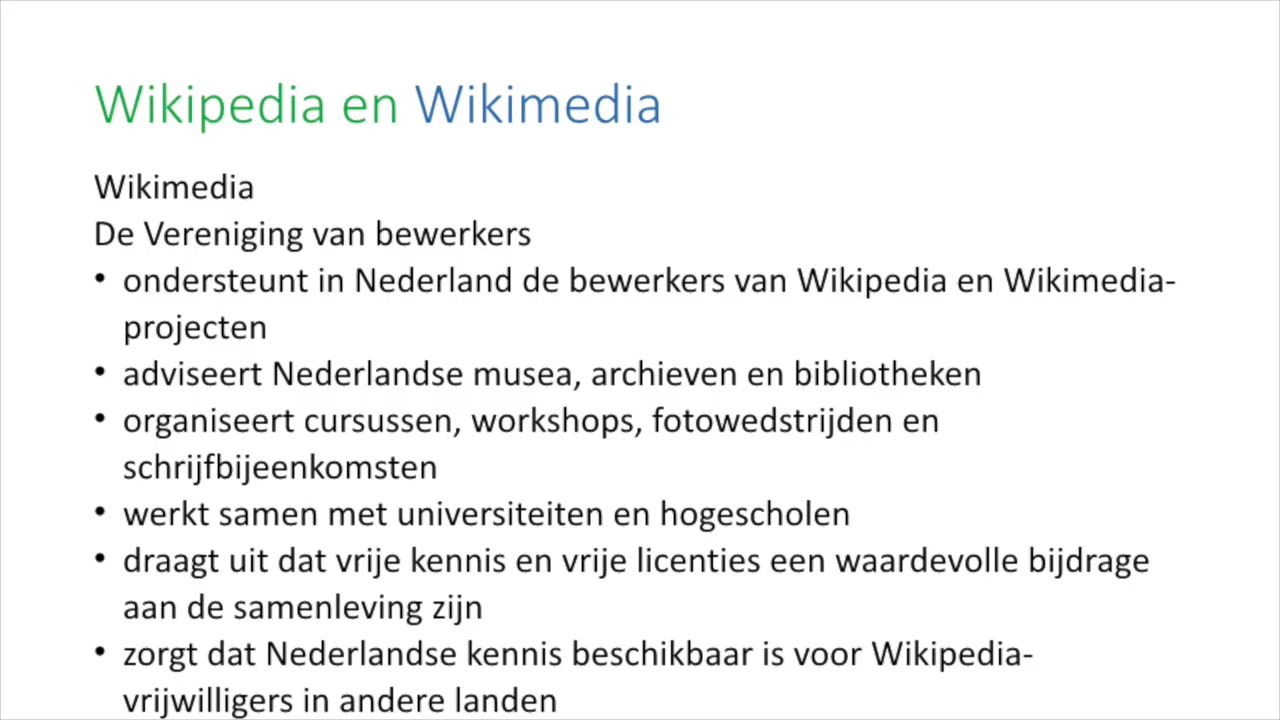 Wikipedia en Wikimedia
Wikimedia
De Vereniging van bewerkers
• ondersteunt in Nederland de bewerkers van Wikipedia en Wikimedia-
projecten
• adviseert Nederlandse musea, archieven en bibliotheken
• organiseert cursussen, workshops, fotowedstrijden en
schrijfbijeenkomsten
• werkt samen met universiteiten en hogescholen
• draagt uit dat vrije kennis en vrije licenties een waardevolle bijdrage
aan de samenleving zijn
• zorgt dat Nederlandse kennis beschikbaar is voor Wikipedia-
vrijwilligers in andere landen